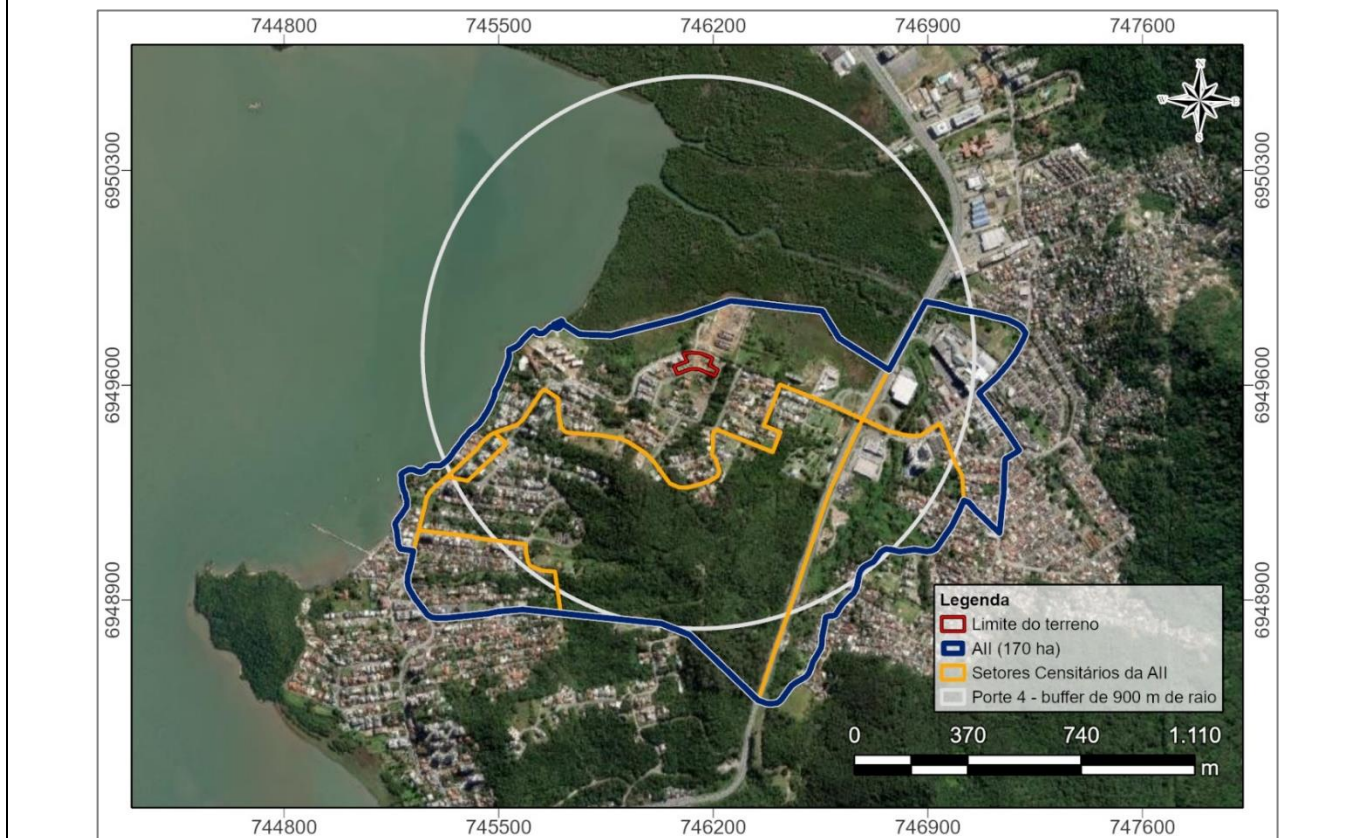 744800 745500 746200 746900 747600
N
W E
S
6950300 6950300
6949600 6949600
6948900 6948900
Legenda
Limite do terreno
AII (170 ha)
Setores Censitários da AII
Porte 4 - buffer de 900 m de raio
0 370 740 1.110
m
744800 745500 746200 746900 747600